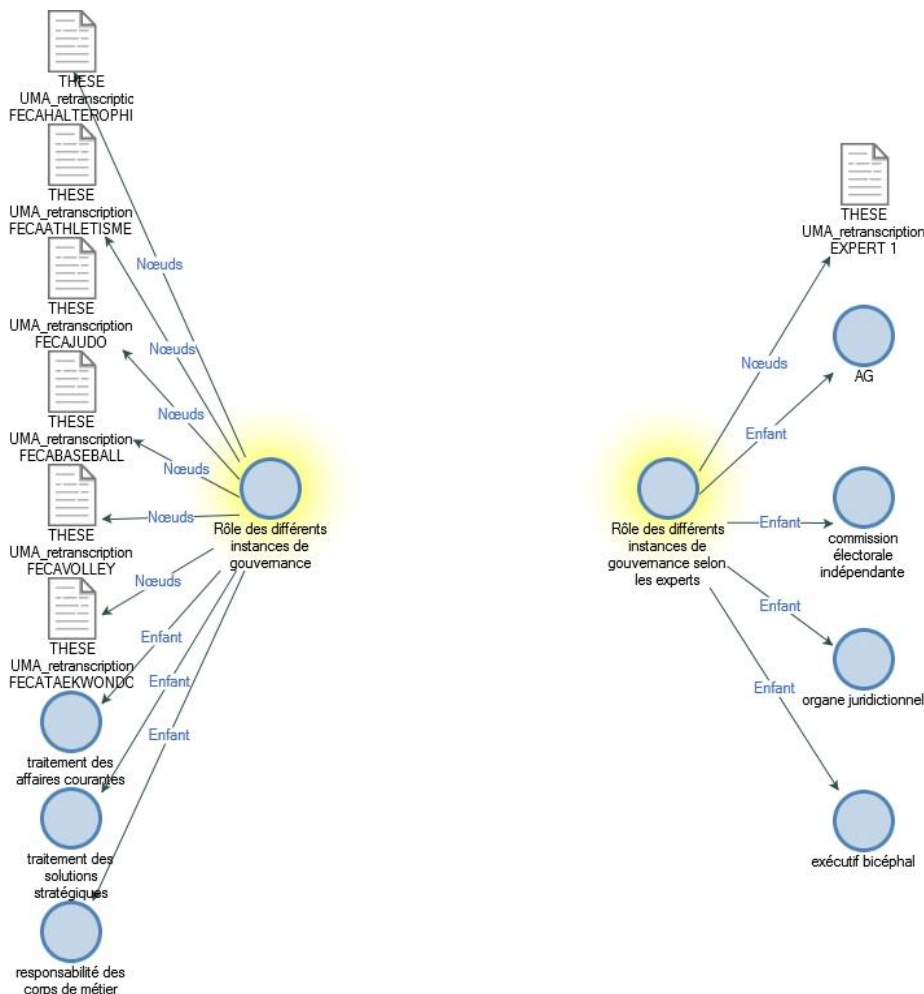 THESE
UMA_retranscriptic
FECAHALTEROPHI
THESE
UMA_retranscription
FECAATHLETISME
THESE
UMA_retranscription
FECAJUDO
THESE
UMA_retranscription
FECABASEBALL
THESE
UMA_retranscription
FECAVOLLEY
THESE
UMA_retranscription
FECATAEKWONDC
traitement des
affaires courantes
traitement des
solutions
stratégiques
responsabilité des
corps de métier
Nœuds
Nœuds
Nœuds
Nœuds
Nœuds
Nœuds
Enfant
Enfant
Enfant
Rôle des différents
instances de
gouvernance
Rôle des différents
instances de
gouvernance selon
les experts
Nœuds
Enfant
Enfant
Enfant
Enfant
THESE
UMA_retranscription
EXPERT 1
AG
commission
électorale
indépendante
organe juridictionnel
exécutif bicéphal